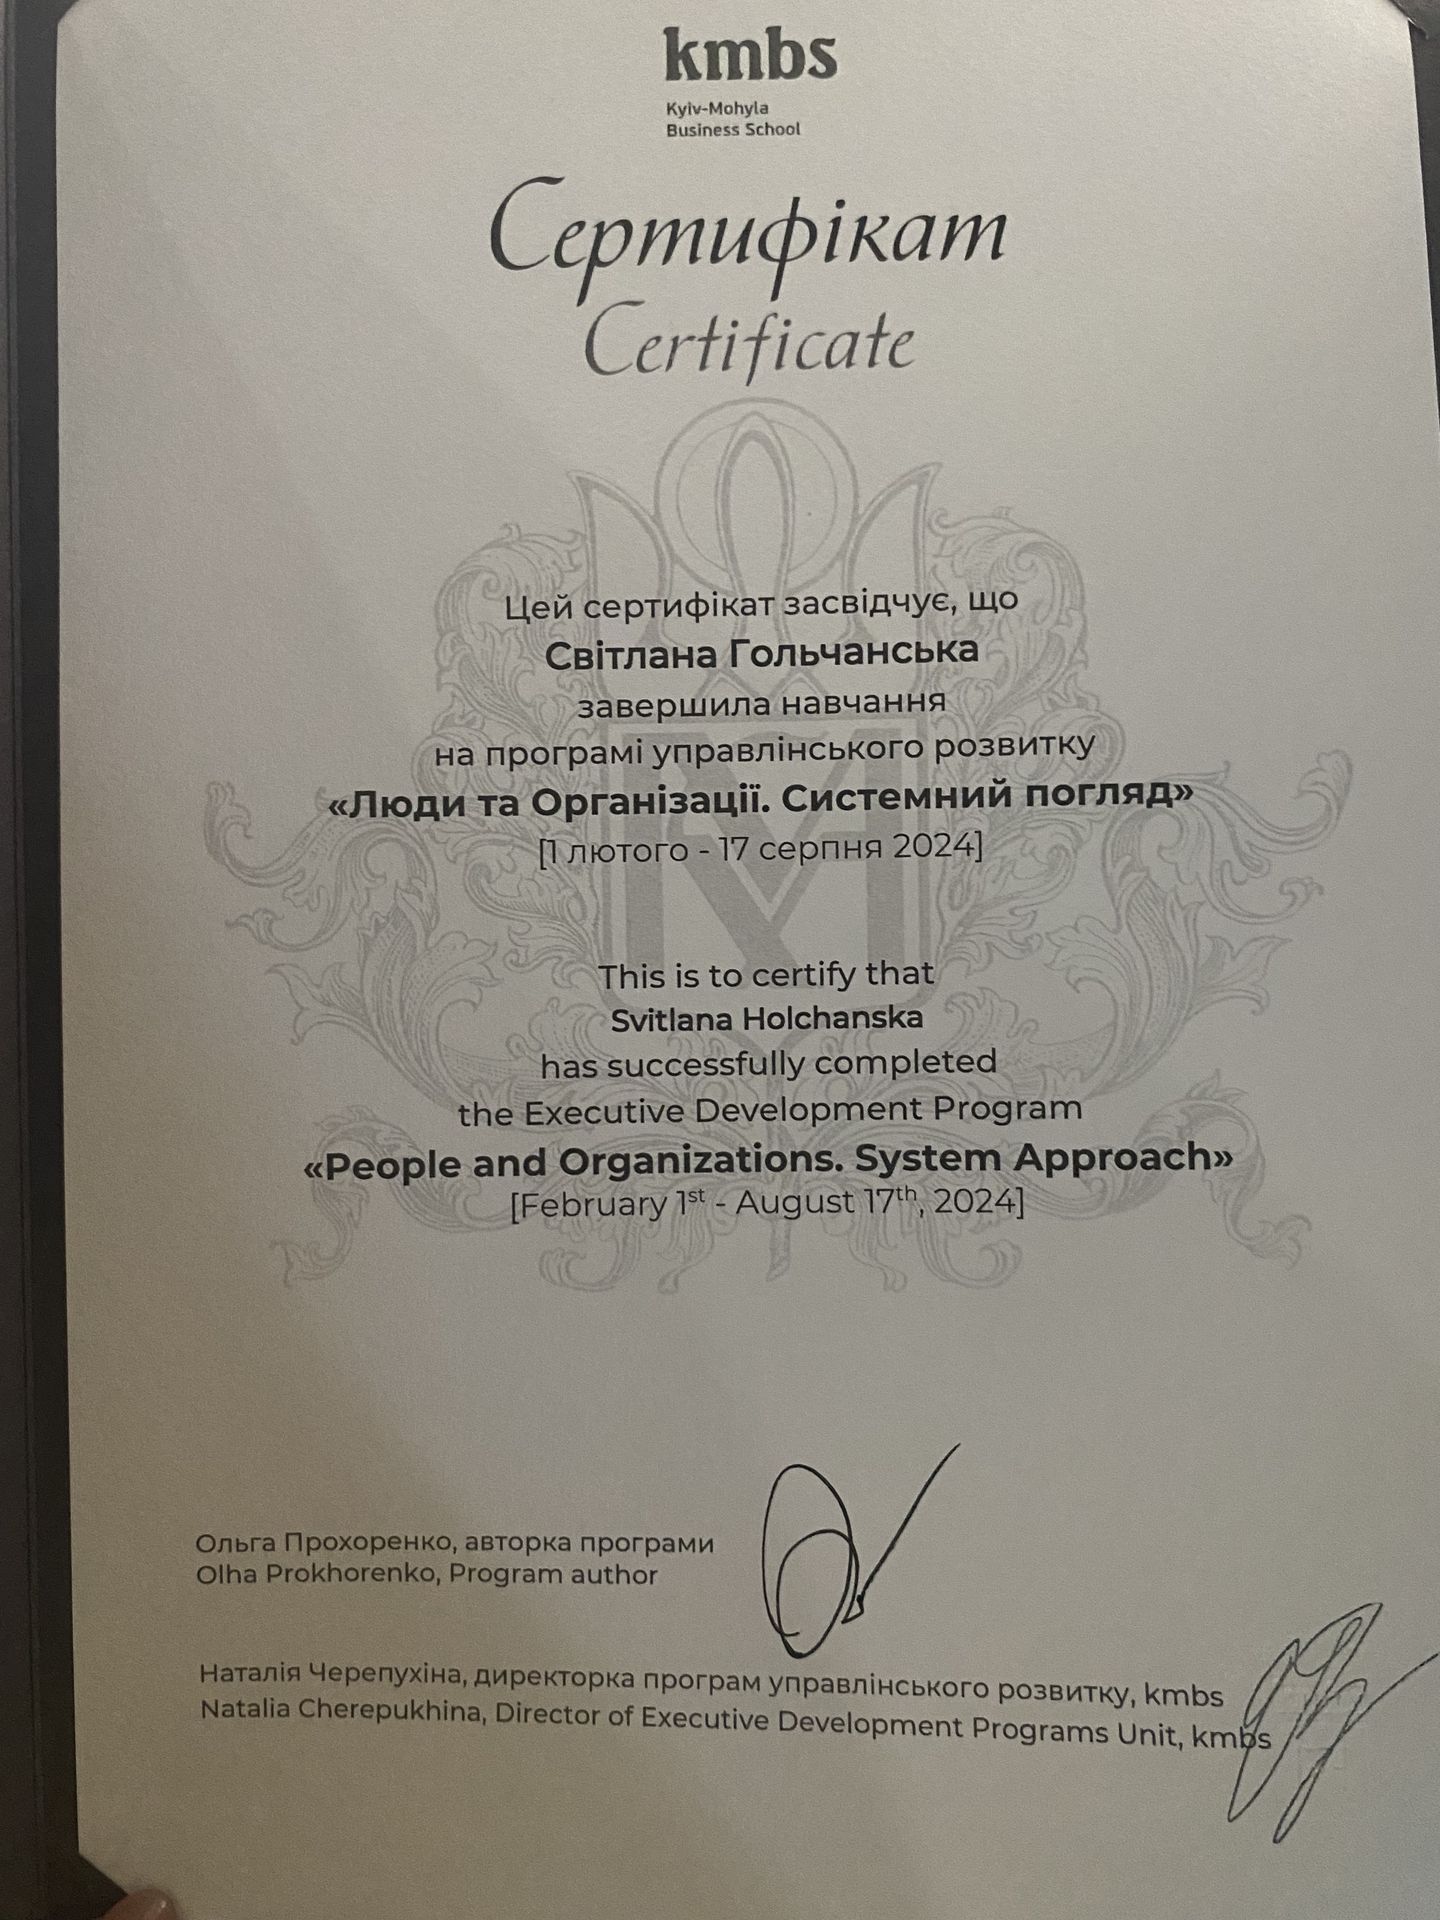 kmbs
Kyiv-Mohyla
Business School
Сертифікат
Certificate
Цей сертифікат засвідчує, що
Світлана Гольчанська
завершила навчання
на програмі управлінського розвитку
«Люди та Організації. Системний погляд»
[1 лютого - 17 серпня 2024]
This is to certify that
Svitlana Holchanska
has successfully completed
the Executive Development Program
«People and Organizations. System Approach»
[February 1st - August 17th, 2024]
Ольга Прохоренко, авторка програми
Olha Prokhorenko, Program author
Наталія Черепухіна, директорка програм управлінського розвитку, kmbs
Natalia Cherepukhina, Director of Executive Development Programs Unit, kmbs